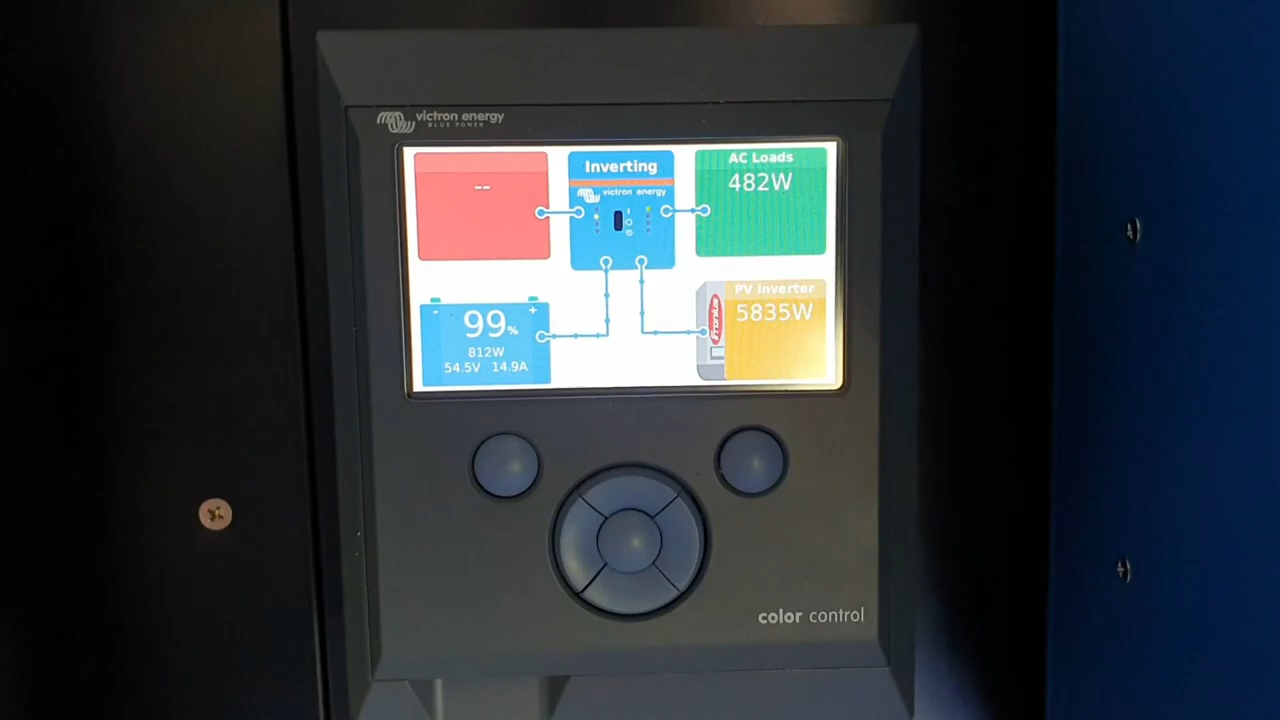 victron energy
BLUE POWER
--
Inverting
victron energy
AC Loads
482W
- +
99%
812W
54.5V 14.9A
PV Inverter
5835W
Fronius
color control